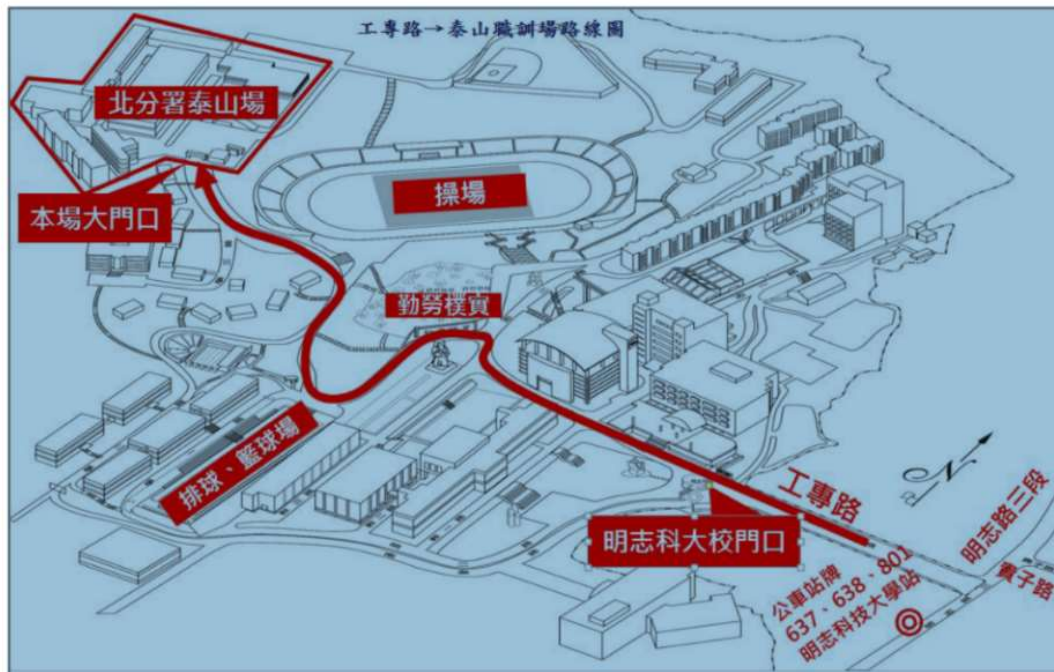 工專路→泰山職訓場路線圖
北分署泰山場
操場
本場大門口
勤勞樸實
排球、籃球場
工專路
明志科大校門口
明志路三段
貴子路
公車站牌
637、638、801
明志科技大學站
N